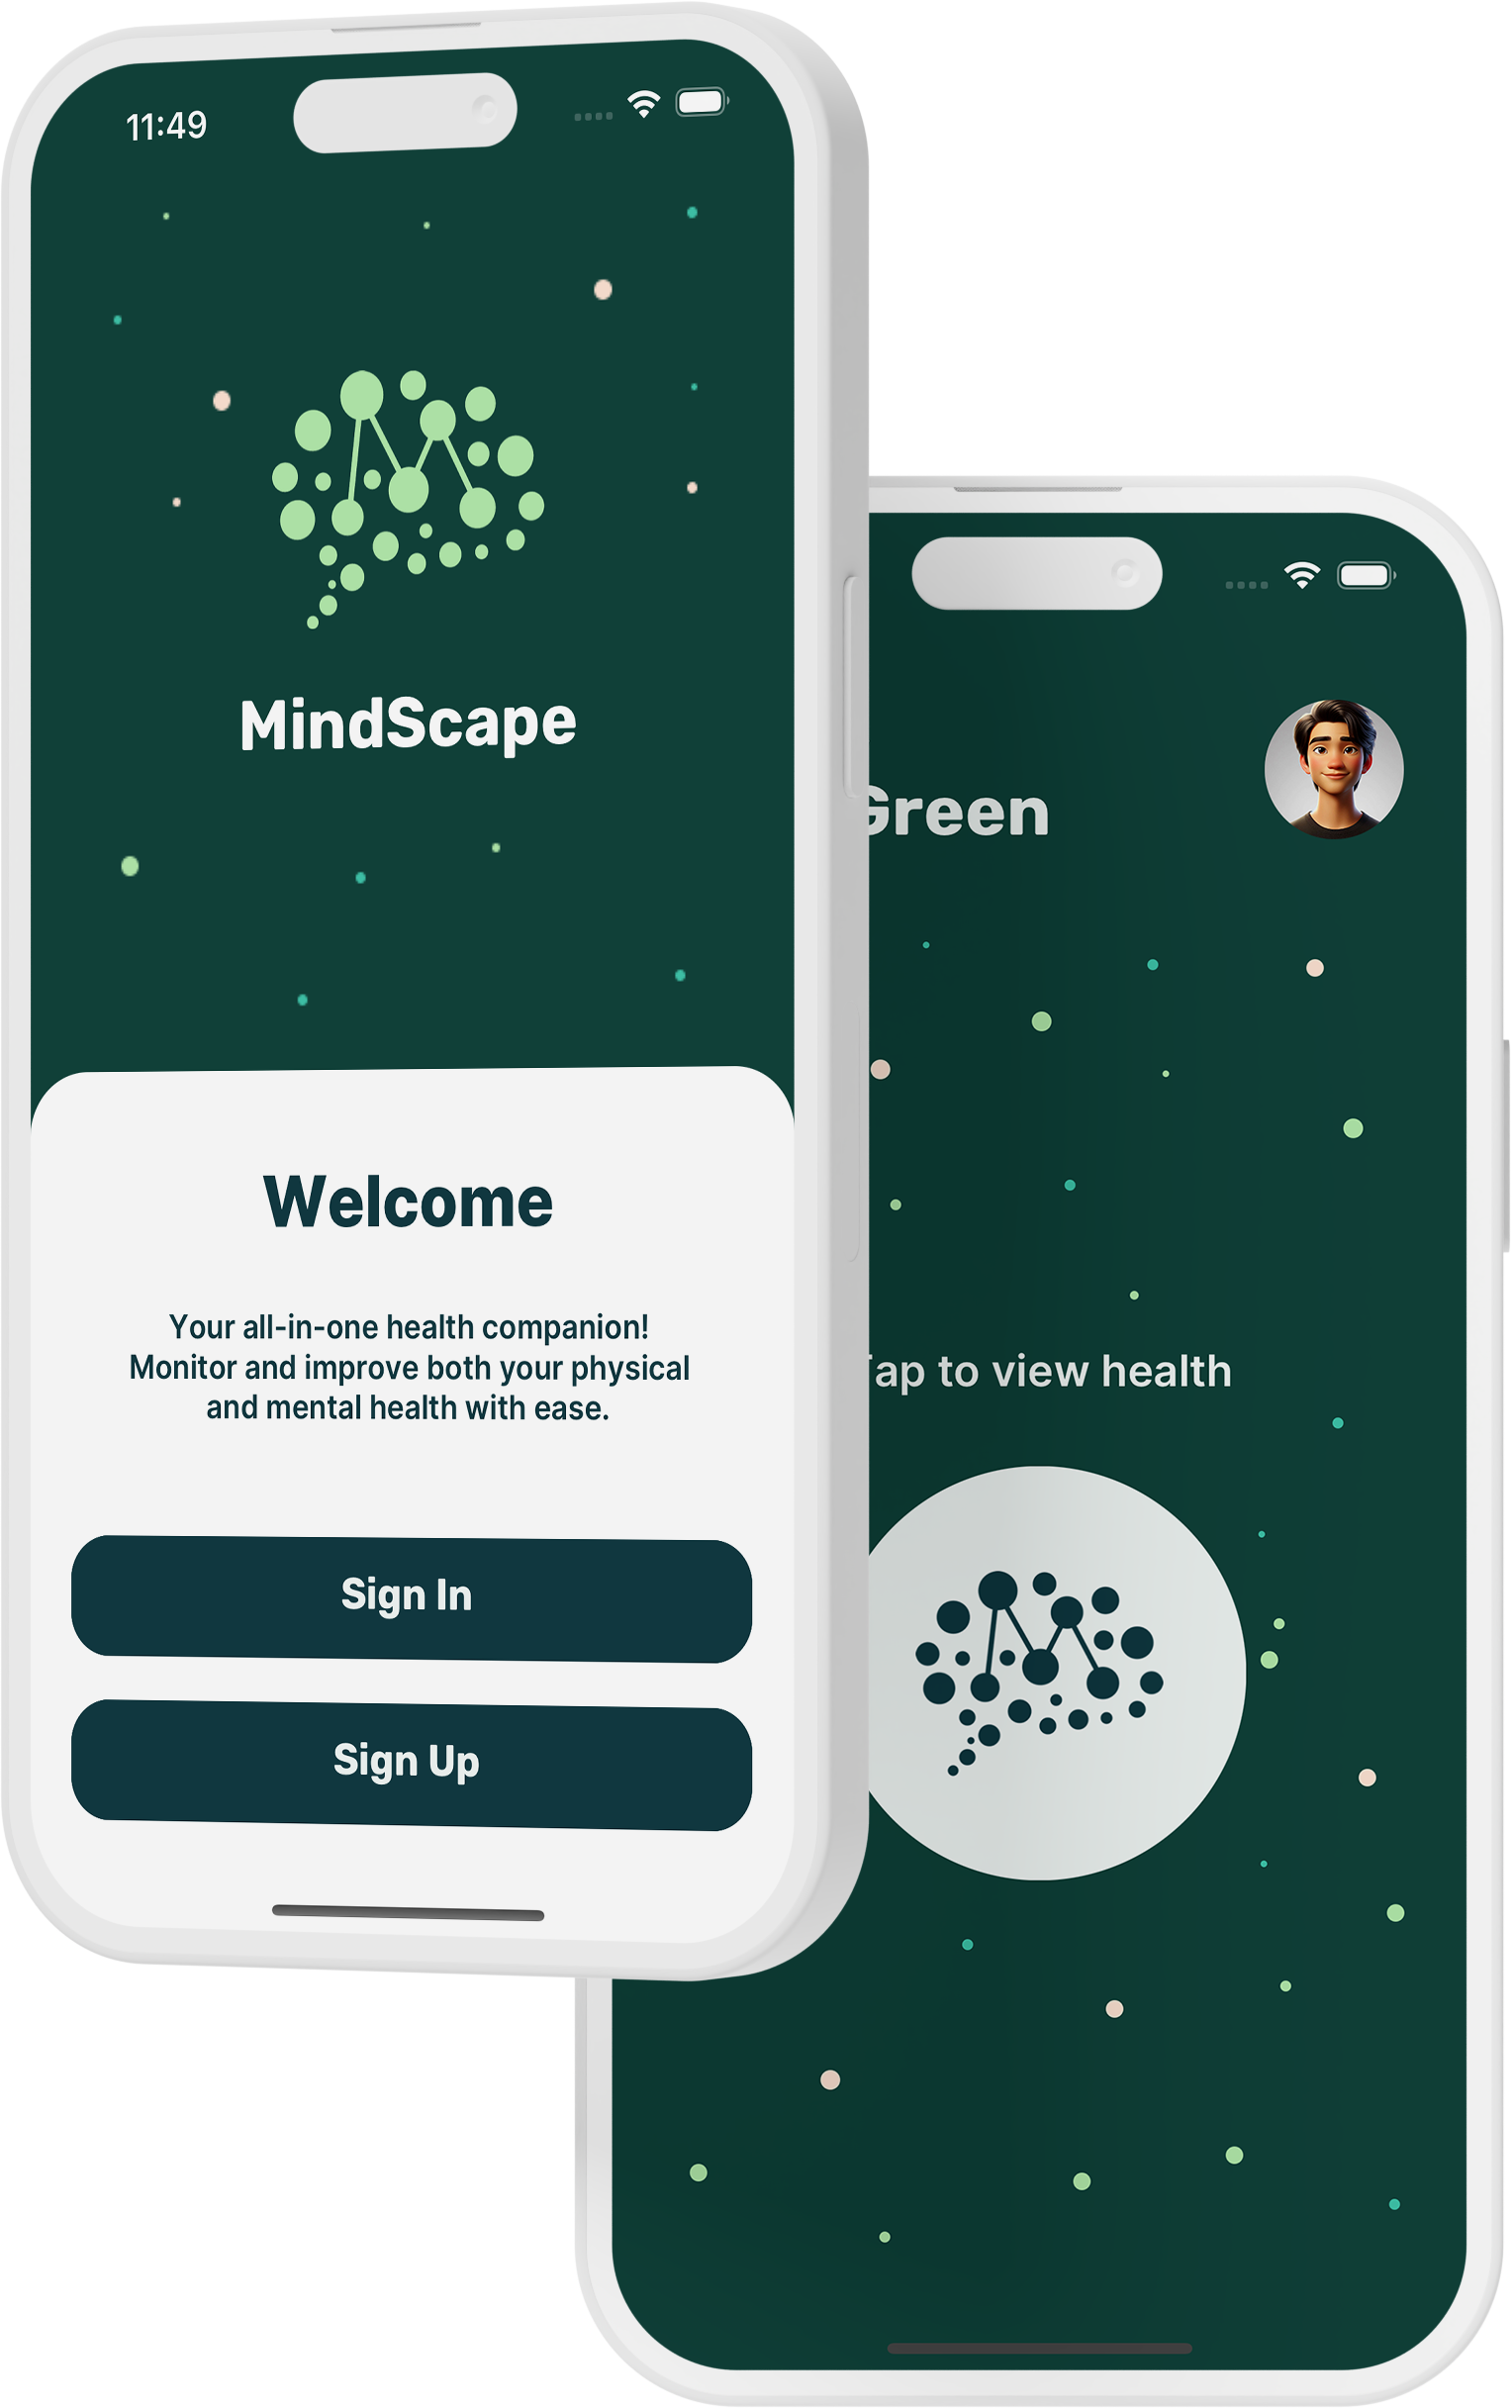 11:49
MindScape
Welcome
Your all-in-one health companion!
Monitor and improve both your physical
and mental health with ease.
Sign In
Sign Up
Green
Tap to view health